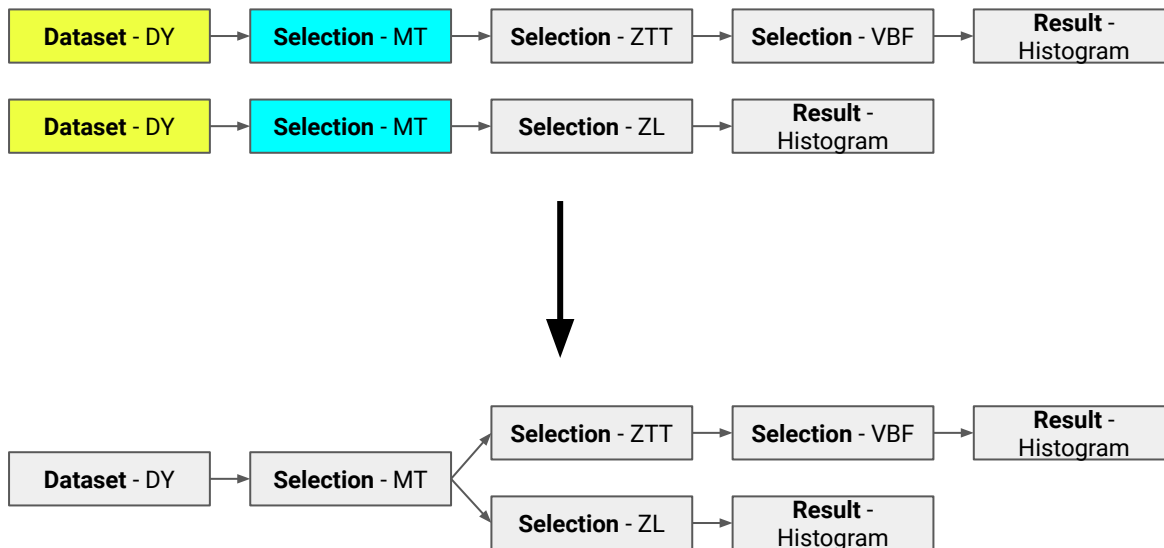 Dataset - DY
Selection - MT
Selection - ZTT
Selection - VBF
Result -
Histogram
Dataset - DY
Selection - MT
Selection - ZL
Result -
Histogram
Selection - ZTT
Selection - VBF
Result -
Histogram
Dataset - DY
Selection - MT
Selection - ZL
Result -
Histogram